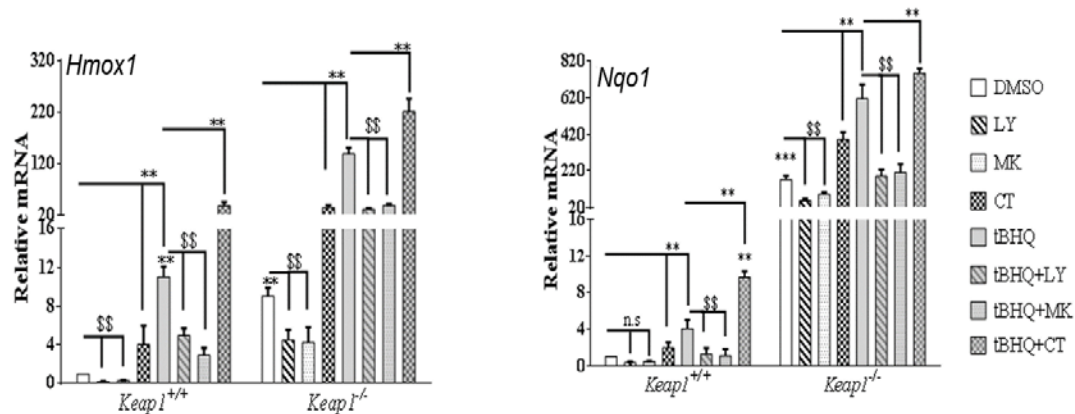 Hmox1
Relative mRNA
320
220
120
20
16
12
8
4
0
$$
**
**
$$
**
**
$$
**
$$
**
Keap1+/+
Keap1-/-
Nqo1
Relative mRNA
820
620
420
220
20
16
12
8
4
0
n.s
**
$$
**
**
***
$$
**
$$
**
Keap1+/+
Keap1-/-
DMSO
LY
MK
CT
tBHQ
tBHQ+LY
tBHQ+MK
tBHQ+CT